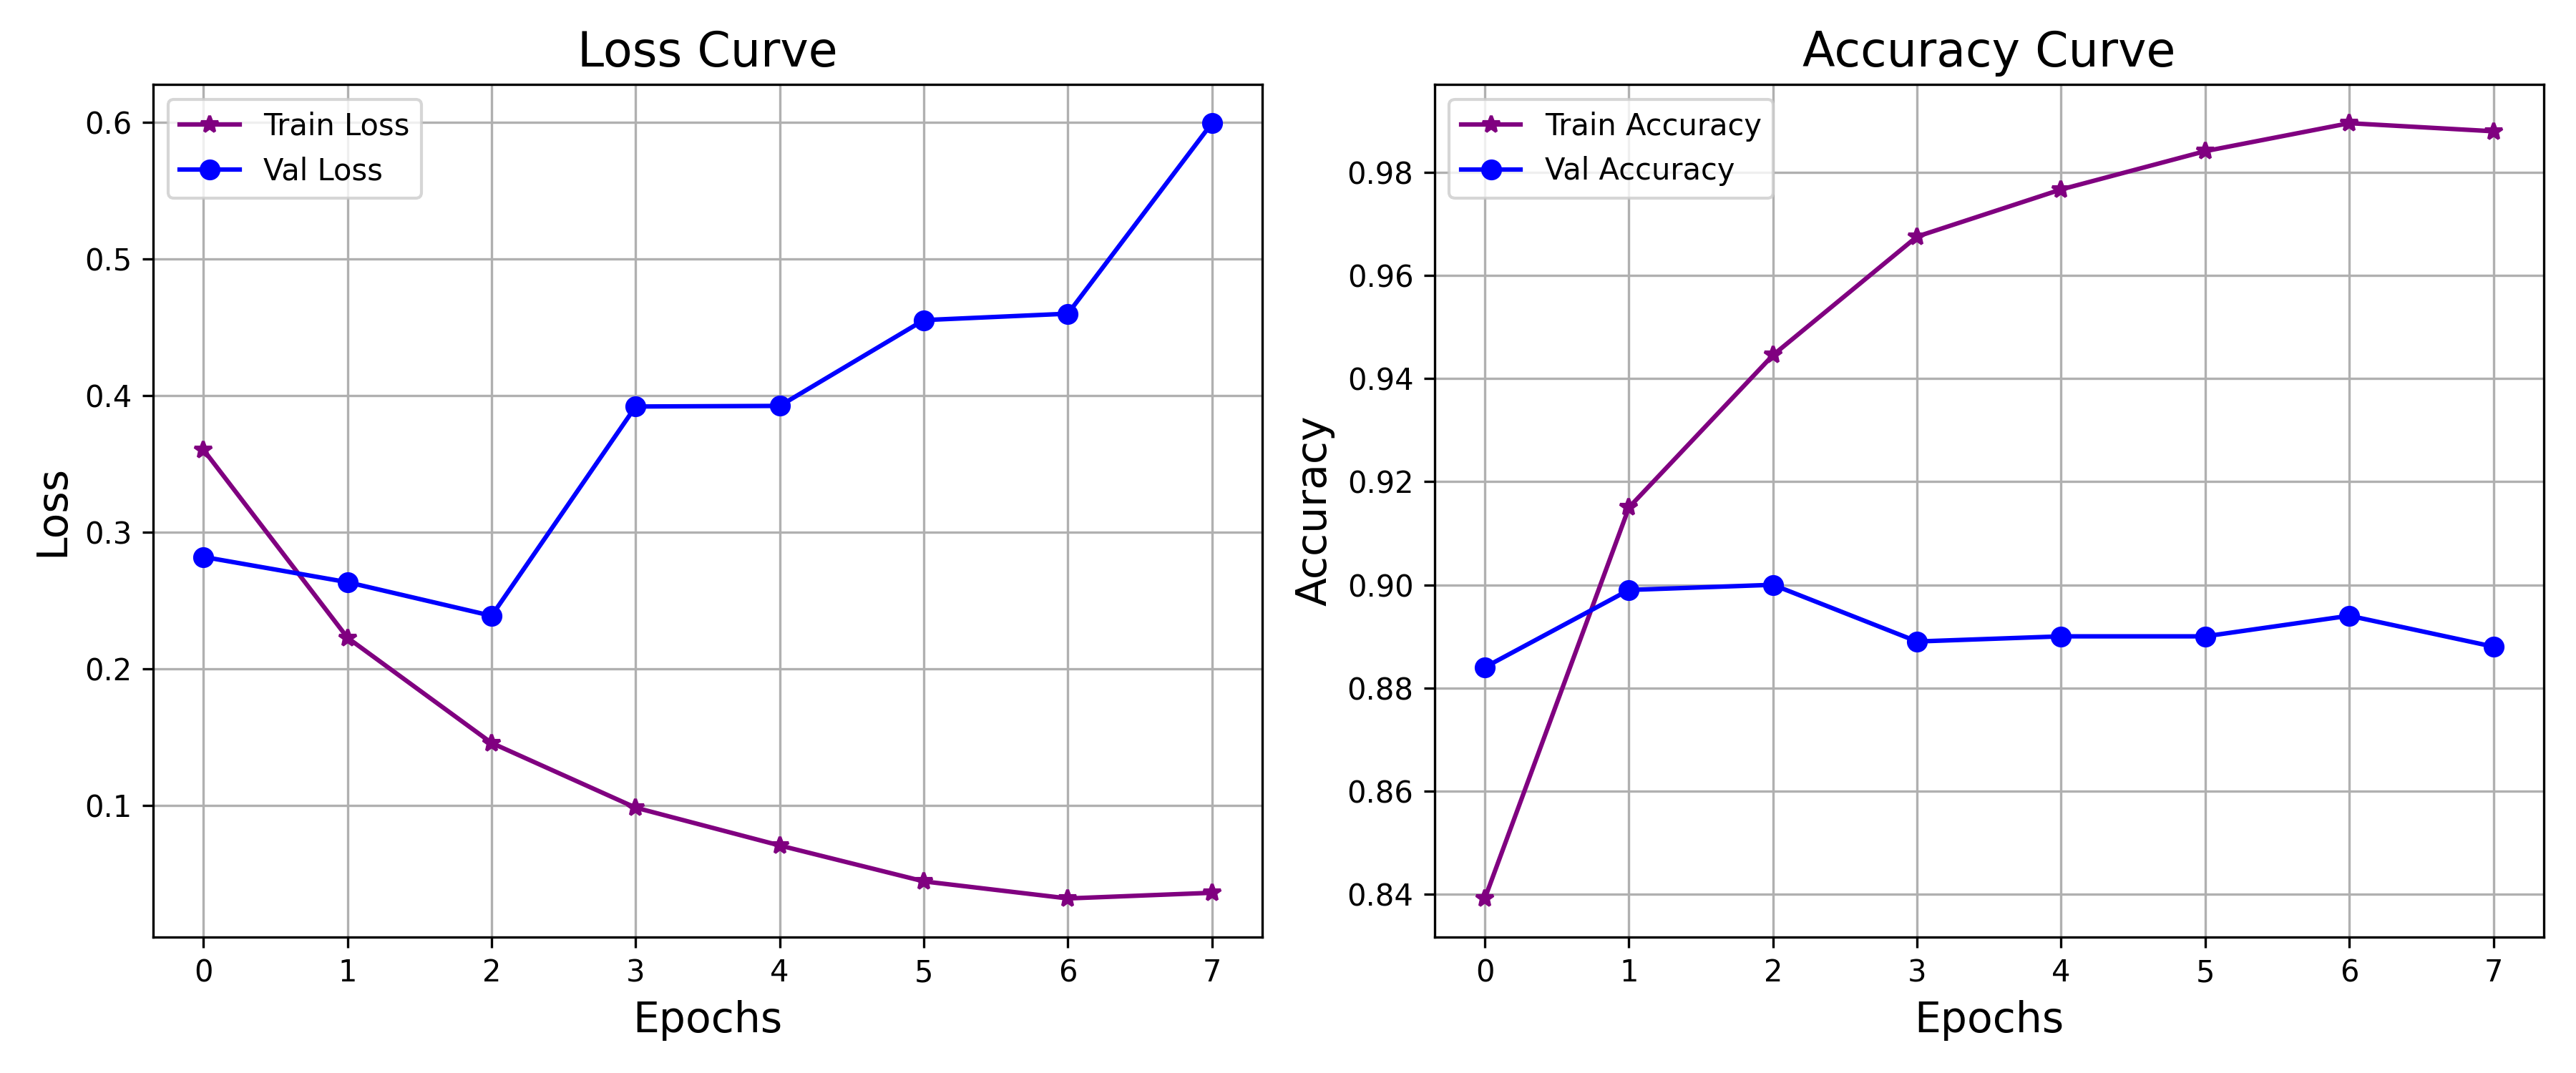 Loss Curve
Train Loss
Val Loss
0.6
0.5
0.4
0.3
0.2
0.1
Loss
0 1 2 3 4 5 6 7
Epochs
Accuracy Curve
Train Accuracy
Val Accuracy
0.98
0.96
0.94
0.92
0.90
0.88
0.86
0.84
Accuracy
0 1 2 3 4 5 6 7
Epochs